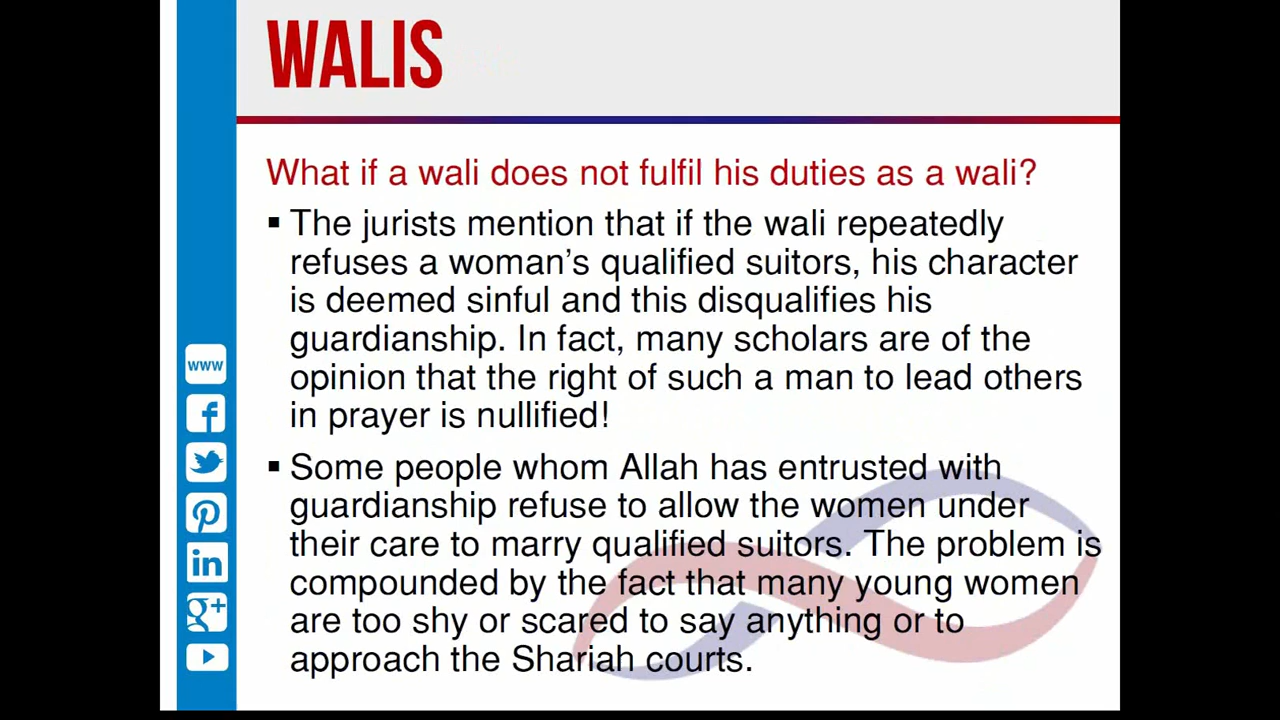 WALIS
What if a wali does not fulfil his duties as a wali?
▪ The jurists mention that if the wali repeatedly
refuses a woman's qualified suitors, his character
is deemed sinful and this disqualifies his
guardianship. In fact, many scholars are of the
opinion that the right of such a man to lead others
in prayer is nullified!
▪ Some people whom Allah has entrusted with
guardianship refuse to allow the women under
their care to marry qualified suitors. The problem is
compounded by the fact that many young women
are too shy or scared to say anything or to
approach the Shariah courts.
www
f
in
g+